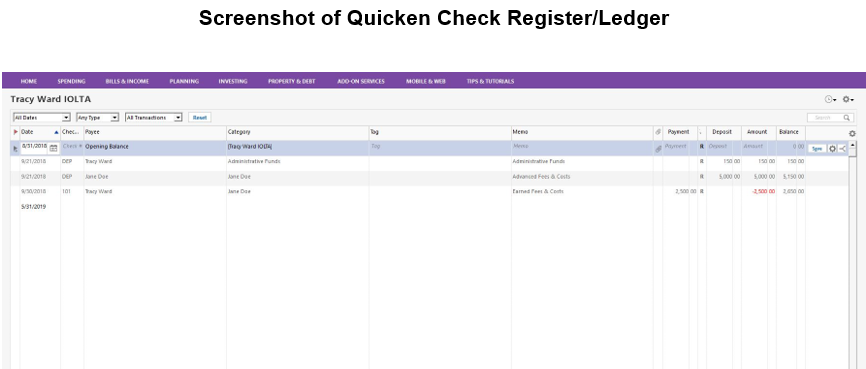 Screenshot of Quicken Check Register/Ledger
HOME SPENDING BILLS & INCOME PLANNING INVESTING PROPERTY & DEBT ADD-ON SERVICES MOBILE & WEB TIPS & TUTORIALS
Tracy Ward IOLTA
All Dates Any Type All Transactions Reset Search
Date Chec... Payee Category Tag Memo Payment . Deposit Amount Balance
8/31/2018 Check # Opening Balance [Tracy Ward IOLTA] Tag Memo Payment R Deposit Amount 0 00 Save
9/21/2018 DEP Tracy Ward Administrative Funds Administrative Funds R 150 00 150 00 150 00
9/21/2018 DEP Jane Doe Jane Doe Advanced Fees & Costs R 5,000 00 5,000 00 5,150 00
9/30/2018 101 Tracy Ward Jane Doe Earned Fees & Costs 2,500 00 R -2,500 00 2,650 00
5/31/2019